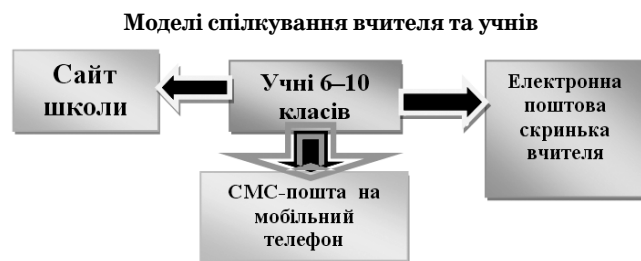 Моделі спілкування вчителя та учнів
Сайт
школи
Учні 6–10
класів
Електронна
поштова
скринька
вчителя
СМС-пошта на
мобільний
телефон